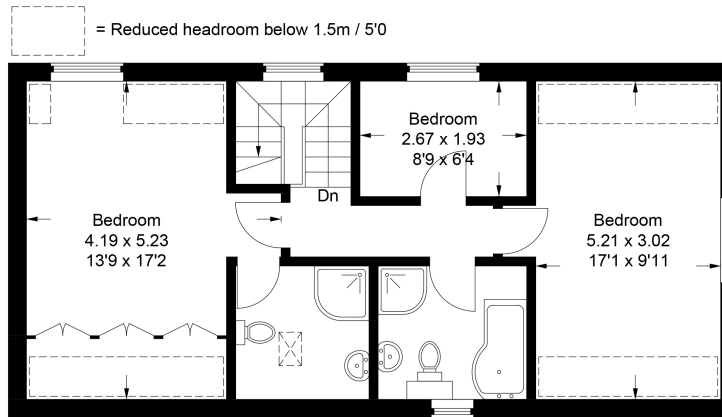 = Reduced headroom below 1.5m / 5'0
Bedroom
2.67 x 1.93
8'9 x 6'4
Dn
Bedroom
4.19 x 5.23
13'9 x 17'2
Bedroom
5.21 x 3.02
17'1 x 9'11